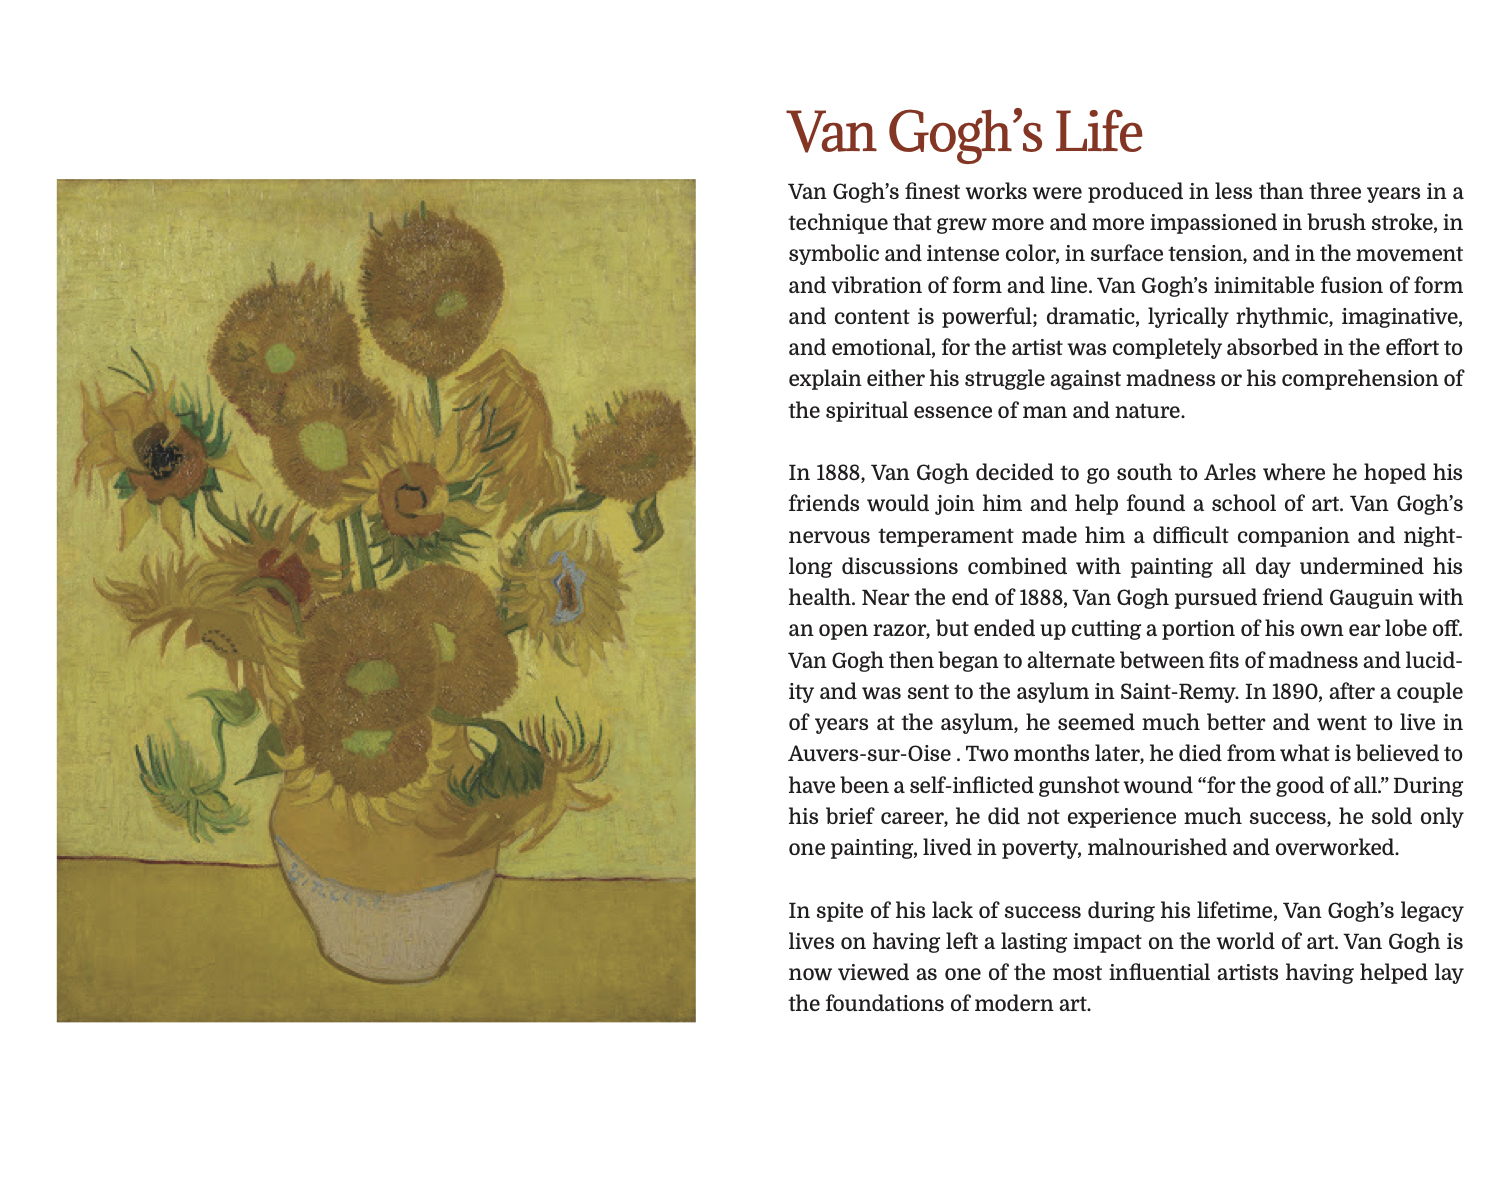 Van Gogh’s Life
Van Gogh’s finest works were produced in less than three years in a
technique that grew more and more impassioned in brush stroke, in
symbolic and intense color, in surface tension, and in the movement
and vibration of form and line. Van Gogh’s inimitable fusion of form
and content is powerful; dramatic, lyrically rhythmic, imaginative,
and emotional, for the artist was completely absorbed in the effort to
explain either his struggle against madness or his comprehension of
the spiritual essence of man and nature.
In 1888, Van Gogh decided to go south to Arles where he hoped his
friends would join him and help found a school of art. Van Gogh’s
nervous temperament made him a difficult companion and night-
long discussions combined with painting all day undermined his
health. Near the end of 1888, Van Gogh pursued friend Gauguin with
an open razor, but ended up cutting a portion of his own ear lobe off.
Van Gogh then began to alternate between fits of madness and lucid-
ity and was sent to the asylum in Saint-Remy. In 1890, after a couple
of years at the asylum, he seemed much better and went to live in
Auvers-sur-Oise . Two months later, he died from what is believed to
have been a self-inflicted gunshot wound “for the good of all.” During
his brief career, he did not experience much success, he sold only
one painting, lived in poverty, malnourished and overworked.
In spite of his lack of success during his lifetime, Van Gogh’s legacy
lives on having left a lasting impact on the world of art. Van Gogh is
now viewed as one of the most influential artists having helped lay
the foundations of modern art.
Vincent